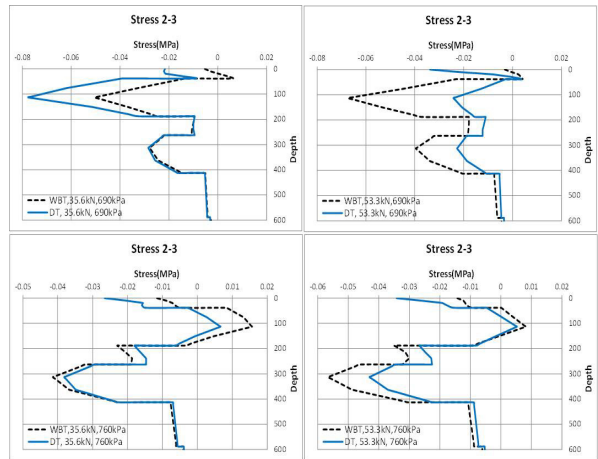 Stress 2-3
Stress(MPa)
-0.08 -0.06 -0.04 -0.02 0 0.02
0
100
200
300
400
500
600
Depth
WBT,35.6kN,690kPa
DT, 35.6kN, 690kPa
Stress 2-3
Stress(MPa)
-0.08 -0.06 -0.04 -0.02 0 0.02
0
100
200
300
400
500
600
Depth
WBT,53.3kN,690kPa
DT, 53.3kN, 690kPa
Stress 2-3
Stress(MPa)
-0.05 -0.04 -0.03 -0.02 -0.01 0 0.01 0.02
0
100
200
300
400
500
600
Depth
WBT,35.6kN,760kPa
DT, 35.6kN, 760kPa
Stress 2-3
Stress(MPa)
-0.06 -0.05 -0.04 -0.03 -0.02 -0.01 0 0.01 0.02
0
100
200
300
400
500
600
Depth
WBT,53.3kN,760kPa
DT, 53.3kN, 760kPa